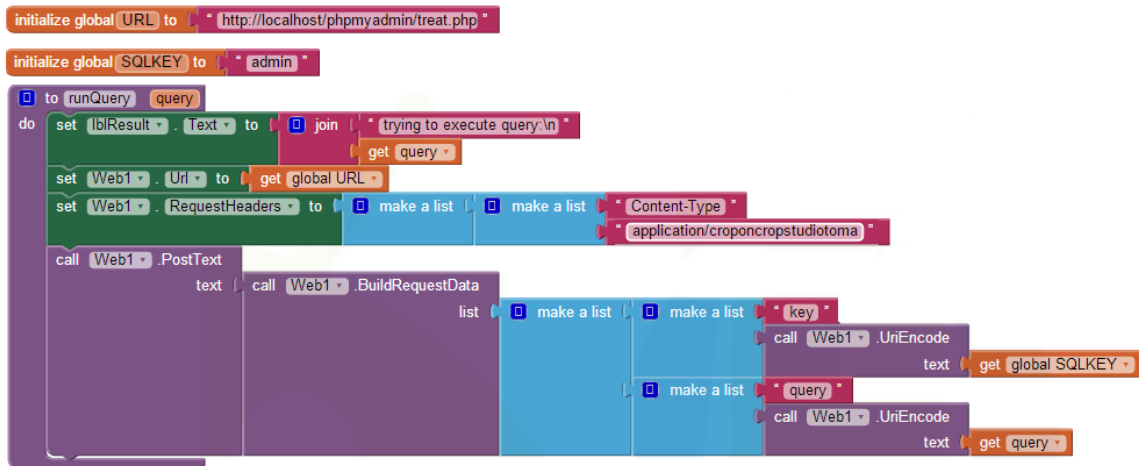 initialize global URL to " http://localhost/phpmyadmin/treat.php "
initialize global SQLKEY to " admin "
to runQuery query
do set lblResult . Text to join " trying to execute query:\n "
get query
set Web1 . Url to get global URL
set Web1 . RequestHeaders to make a list make a list " Content-Type "
" application/croponcropstudiotoma "
call Web1 .PostText
text call Web1 .BuildRequestData
list make a list make a list " key "
call Web1 .UriEncode
text get global SQLKEY
make a list " query "
call Web1 .UriEncode
text get query